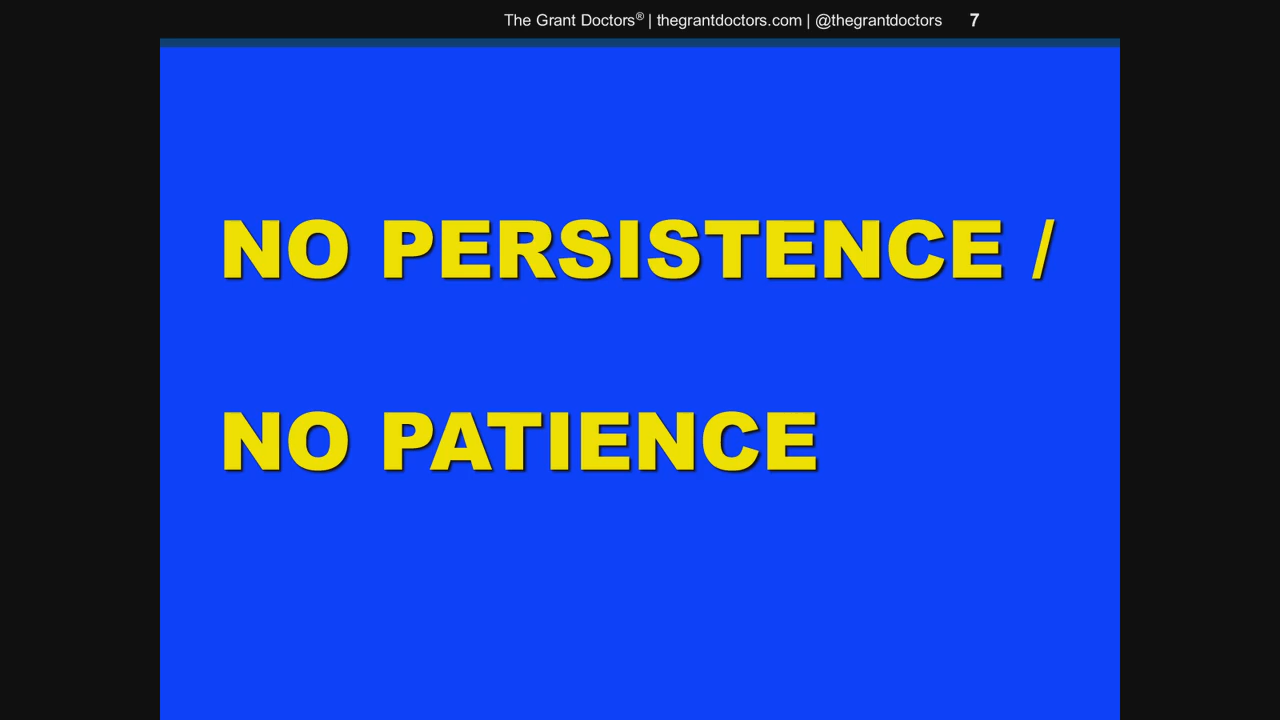 The Grant Doctors® | thegrantdoctors.com | @thegrantdoctors 7
NO PERSISTENCE /
NO PATIENCE